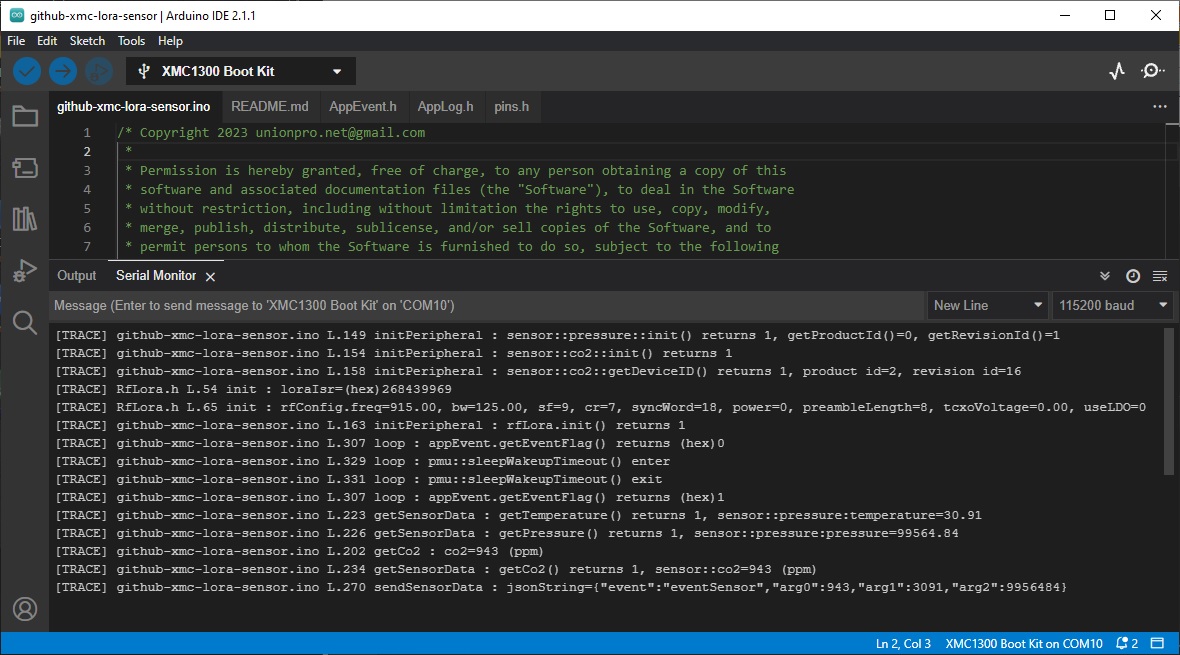 github-xmc-lora-sensor | Arduino IDE 2.1.1
File Edit Sketch Tools Help
XMC1300 Boot Kit
github-xmc-lora-sensor.ino README.md AppEvent.h AppLog.h pins.h
1 /* Copyright 2023 unionpro.net@gmail.com
2 *
3 * Permission is hereby granted, free of charge, to any person obtaining a copy of this
4 * software and associated documentation files (the "Software"), to deal in the Software
5 * without restriction, including without limitation the rights to use, copy, modify,
6 * merge, publish, distribute, sublicense, and/or sell copies of the Software, and to
7 * permit persons to whom the Software is furnished to do so, subject to the following
Output Serial Monitor
Message (Enter to send message to 'XMC1300 Boot Kit' on 'COM10') New Line 115200 baud
[TRACE] github-xmc-lora-sensor.ino L.149 initPeripheral : sensor::pressure::init() returns 1, getProductId()=0, getRevisionId()=1
[TRACE] github-xmc-lora-sensor.ino L.154 initPeripheral : sensor::co2::init() returns 1
[TRACE] github-xmc-lora-sensor.ino L.158 initPeripheral : sensor::co2::getDeviceID() returns 1, product id=2, revision id=16
[TRACE] RfLora.h L.54 init : loraIsr=(hex)268439969
[TRACE] RfLora.h L.65 init : rfConfig.freq=915.00, bw=125.00, sf=9, cr=7, syncWord=18, power=0, preambleLength=8, tcxoVoltage=0.00, useLDO=0
[TRACE] github-xmc-lora-sensor.ino L.163 initPeripheral : rfLora.init() returns 1
[TRACE] github-xmc-lora-sensor.ino L.307 loop : appEvent.getEventFlag() returns (hex)0
[TRACE] github-xmc-lora-sensor.ino L.329 loop : pmu::sleepWakeupTimeout() enter
[TRACE] github-xmc-lora-sensor.ino L.331 loop : pmu::sleepWakeupTimeout() exit
[TRACE] github-xmc-lora-sensor.ino L.307 loop : appEvent.getEventFlag() returns (hex)1
[TRACE] github-xmc-lora-sensor.ino L.223 getSensorData : getTemperature() returns 1, sensor::pressure:temperature=30.91
[TRACE] github-xmc-lora-sensor.ino L.226 getSensorData : getPressure() returns 1, sensor::pressure:pressure=99564.84
[TRACE] github-xmc-lora-sensor.ino L.202 getCo2 : co2=943 (ppm)
[TRACE] github-xmc-lora-sensor.ino L.234 getSensorData : getCo2() returns 1, sensor::co2=943 (ppm)
[TRACE] github-xmc-lora-sensor.ino L.270 sendSensorData : jsonString={"event":"eventSensor","arg0":943,"arg1":3091,"arg2":9956484}
Ln 2, Col 3 XMC1300 Boot Kit on COM10 2